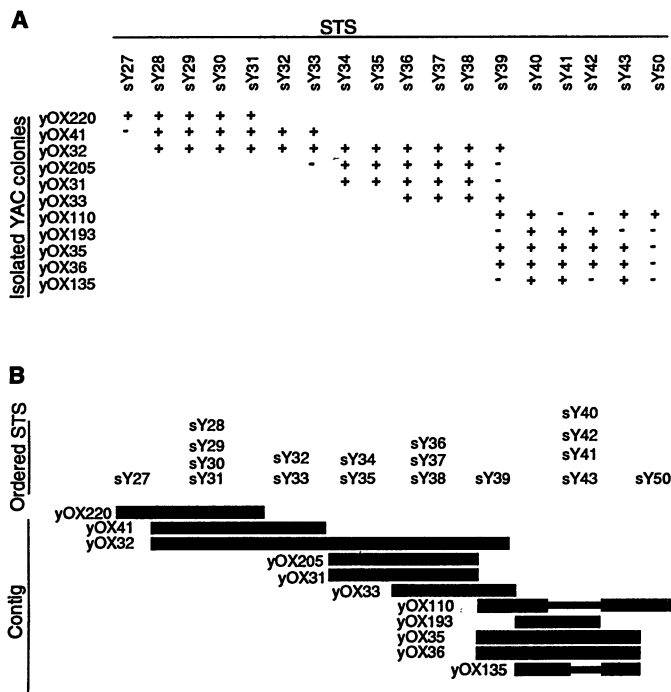 A
STS
sY27 sY28 sY29 sY30 sY31 sY32 sY33 sY34 sY35 sY36 sY37 sY38 sY39 sY40 sY41 sY42 sY43 sY50
Isolated YAC colonies
yOX220 + + + + +
yOX41 - + + + + + +
yOX32 + + + + + + + + + + + +
yOX205 - + + + + + -
yOX31 + + + + + -
yOX33 + + + +
yOX110 + + - - + +
yOX193 - + + + - -
yOX35 + + + + + -
yOX36 + + + + + -
yOX135 - + + - + -
B
Ordered STS
sY40
sY28 sY42
sY29 sY36 sY41
sY30 sY32 sY34 sY37
sY27 sY31 sY33 sY35 sY38 sY39 sY43 sY50
Contig
yOX220
yOX41
yOX32
yOX205
yOX31
yOX33
yOX110
yOX193
yOX35
yOX36
yOX135